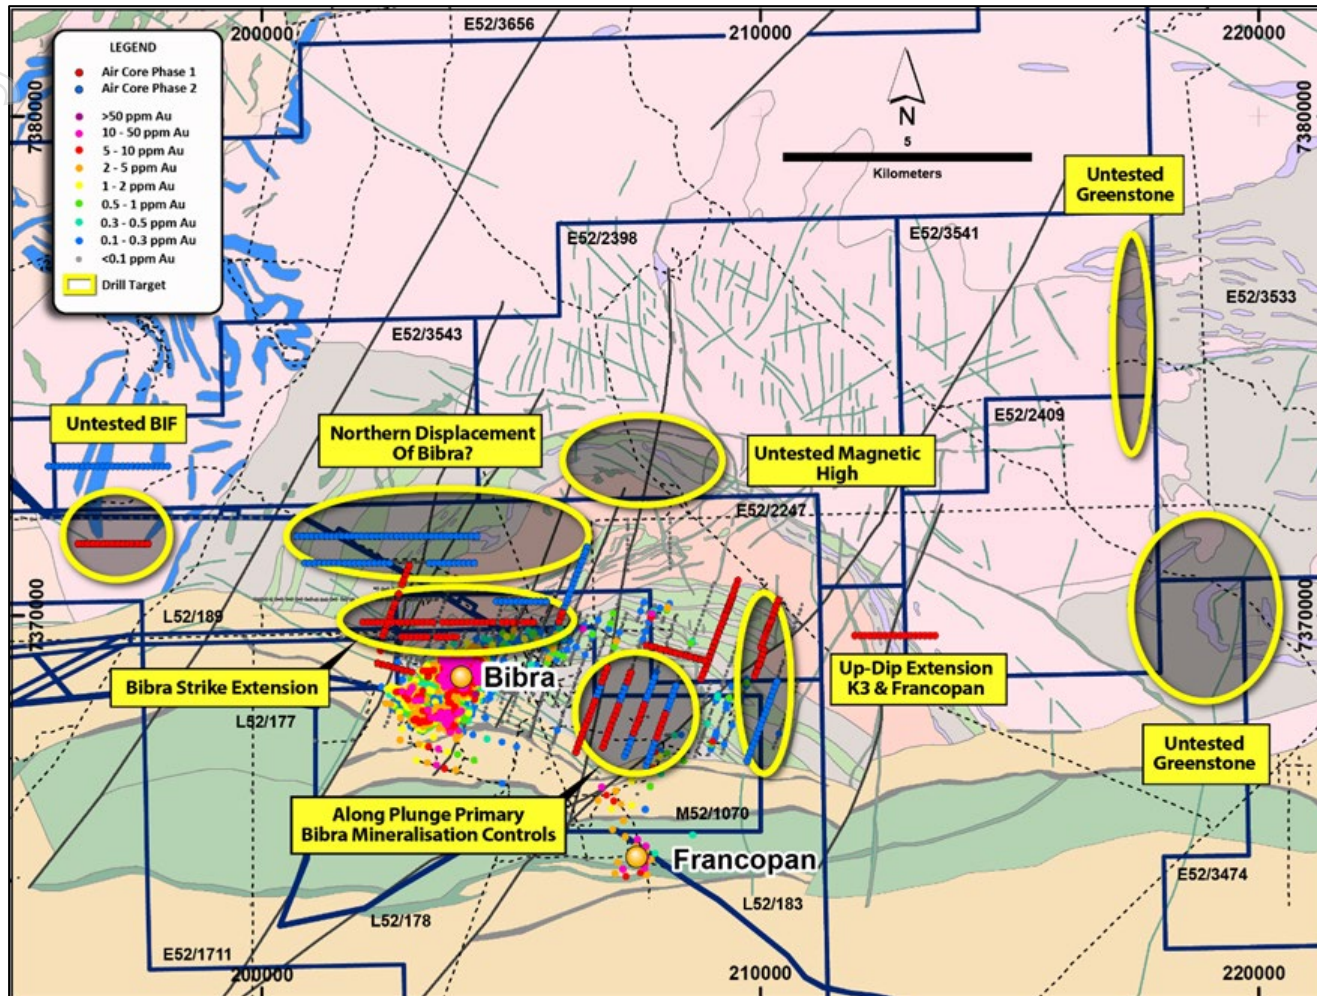 E52/3656
200000
210000
220000
LEGEND
Air Core Phase 1
Air Core Phase 2
>50 ppm Au
10 - 50 ppm Au
5 - 10 ppm Au
2 - 5 ppm Au
1 - 2 ppm Au
0.5 - 1 ppm Au
0.3 - 0.5 ppm Au
0.1 - 0.3 ppm Au
<0.1 ppm Au
Drill Target
7380000
7380000
N
5
Kilometers
Untested
Greenstone
E52/2398
E52/3541
E52/3533
E52/3543
E52/2409
Untested BIF
Northern Displacement
Of Bibra?
Untested Magnetic
High
E52/2247
7370000
7370000
L52/189
Bibra Strike Extension
Bibra
Up-Dip Extension
K3 & Francopan
L52/177
Untested
Greenstone
Along Plunge Primary
Bibra Mineralisation Controls
M52/1070
Francopan
E52/3474
L52/183
L52/178
E52/1711
200000
210000
220000